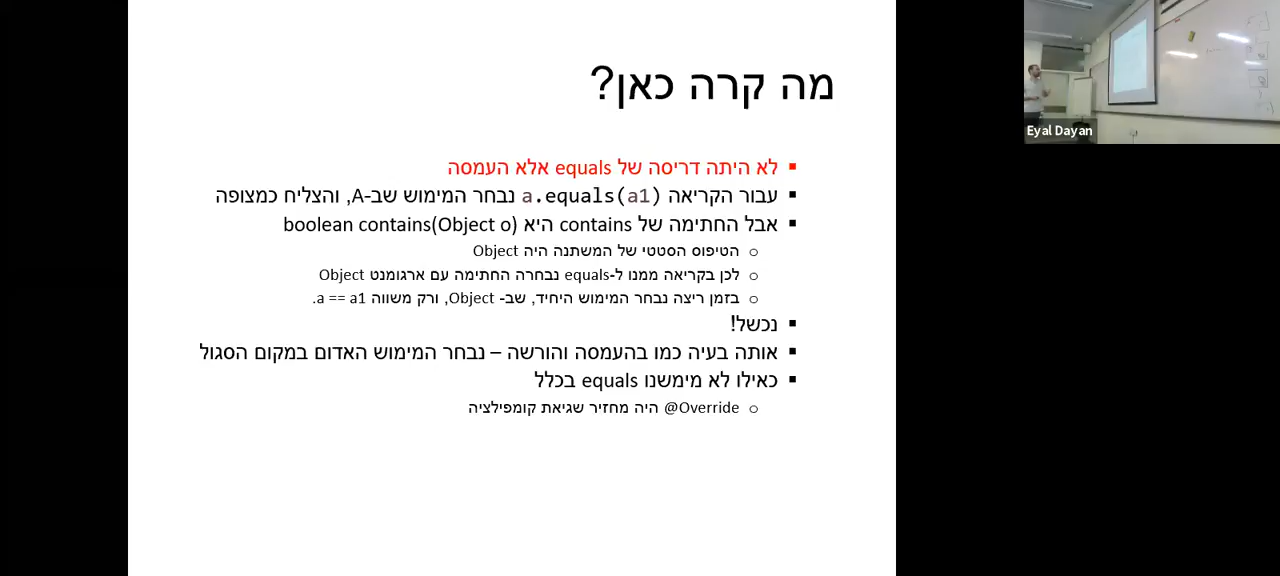 מה קרה כאן?
לא היתה דריסה של equals אלא העמסה
עבור הקריאה a.equals(a1) נבחר המימוש שב-A, והצליח כמצופה
אבל החתימה של contains היא boolean contains(Object o)
הטיפוס הסטטי של המשתנה היה Object
לכן בקריאה ממנו ל-equals נבחרה החתימה עם ארגומנט Object
בזמן ריצה נבחר המימוש היחיד, שב- Object, ורק משווה a == a1.
נכשל!
אותה בעיה כמו בהעמסה והורשה – נבחר המימוש האדום במקום הסגול
כאילו לא מימשנו equals בכלל
@Override היה מחזיר שגיאת קומפילציה
Eyal Dayan